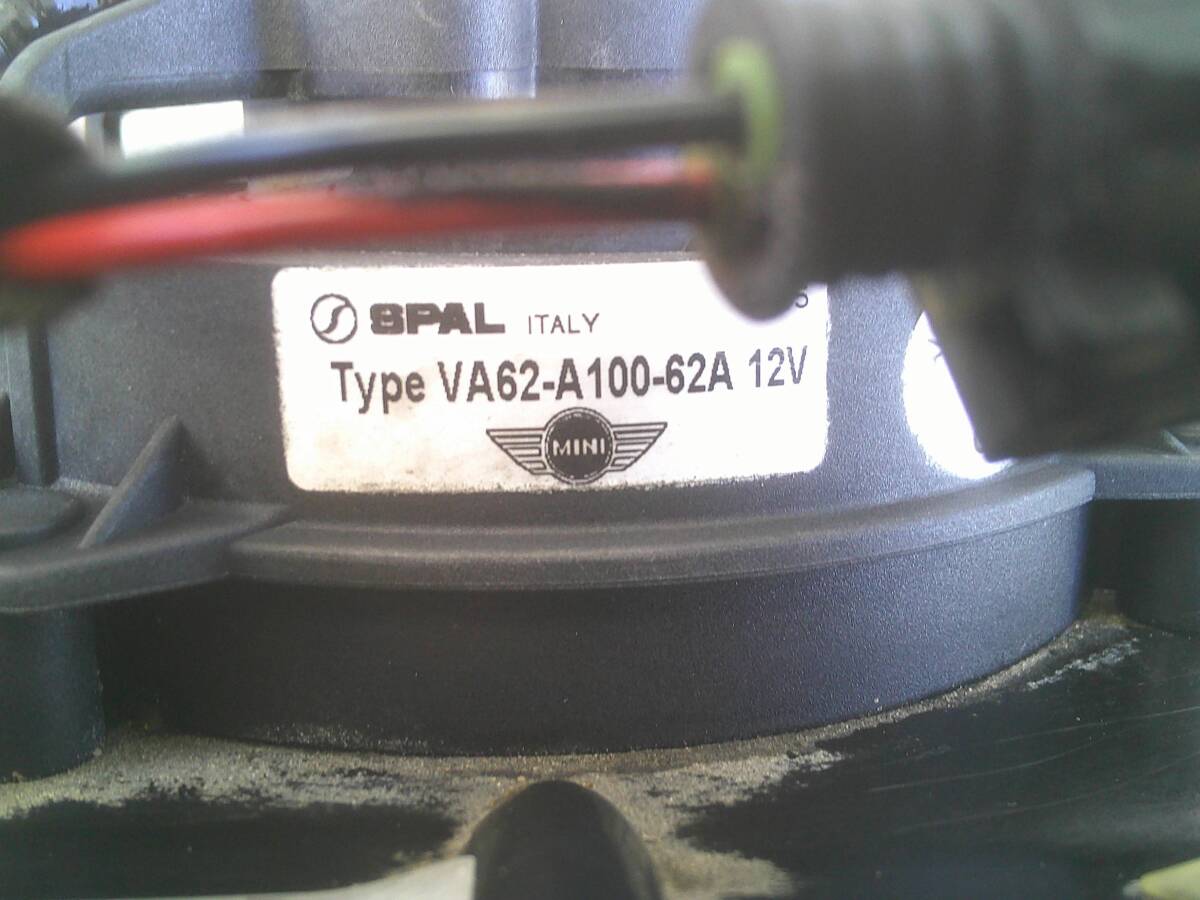 SPAL ITALY
Type VA62-A100-62A 12V
MINI